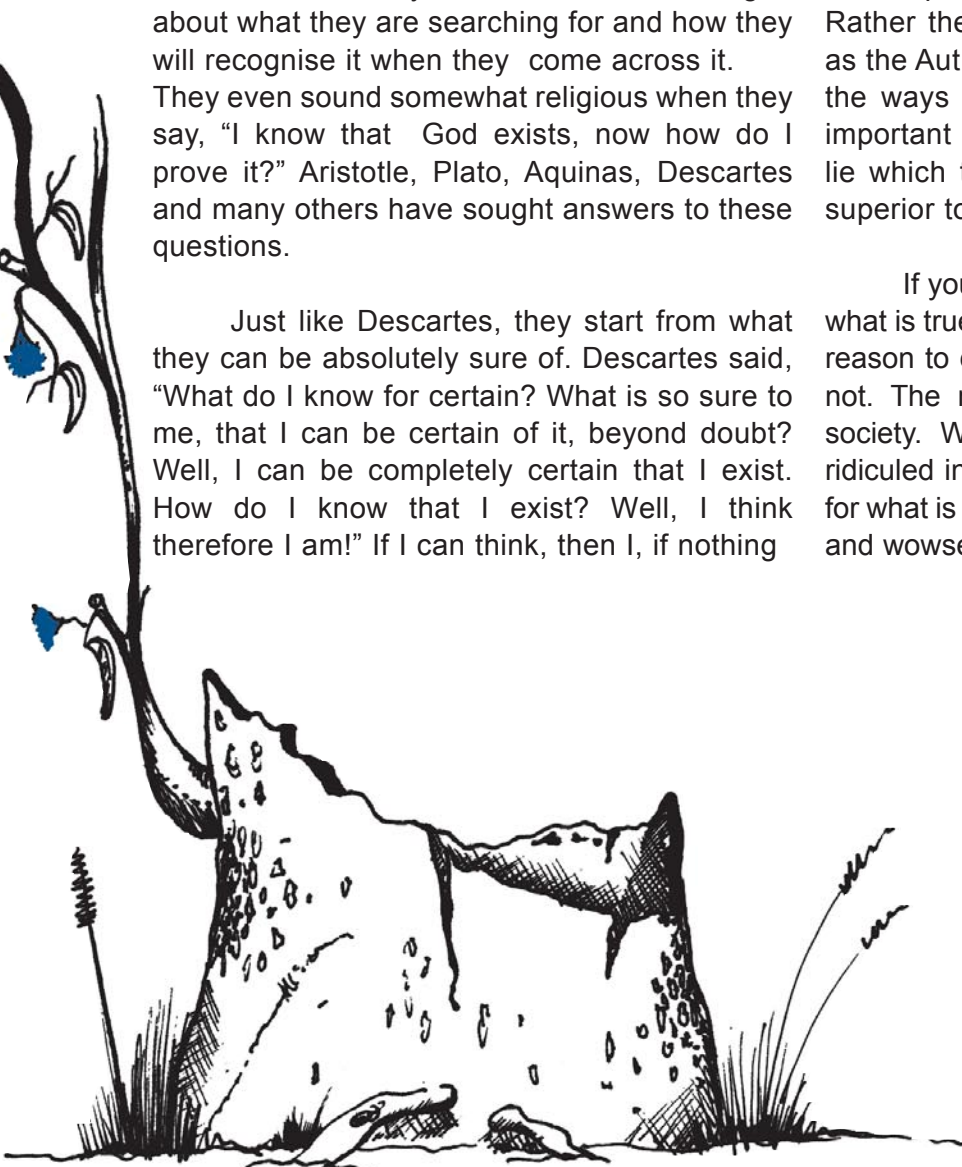 about what they are searching for and how they
will recognise it when they come across it.
They even sound somewhat religious when they
say, “I know that God exists, now how do I
prove it?” Aristotle, Plato, Aquinas, Descartes
and many others have sought answers to these
questions.
Just like Descartes, they start from what
they can be absolutely sure of. Descartes said,
“What do I know for certain? What is so sure to
me, that I can be certain of it, beyond doubt?
Well, I can be completely certain that I exist.
How do I know that I exist? Well, I think
therefore I am!” If I can think, then I, if nothing
Rather the
as the Aut
the ways
important
lie which
superior to
If you
what is true
reason to
not. The
society. W
ridiculed in
for what is
and wowse